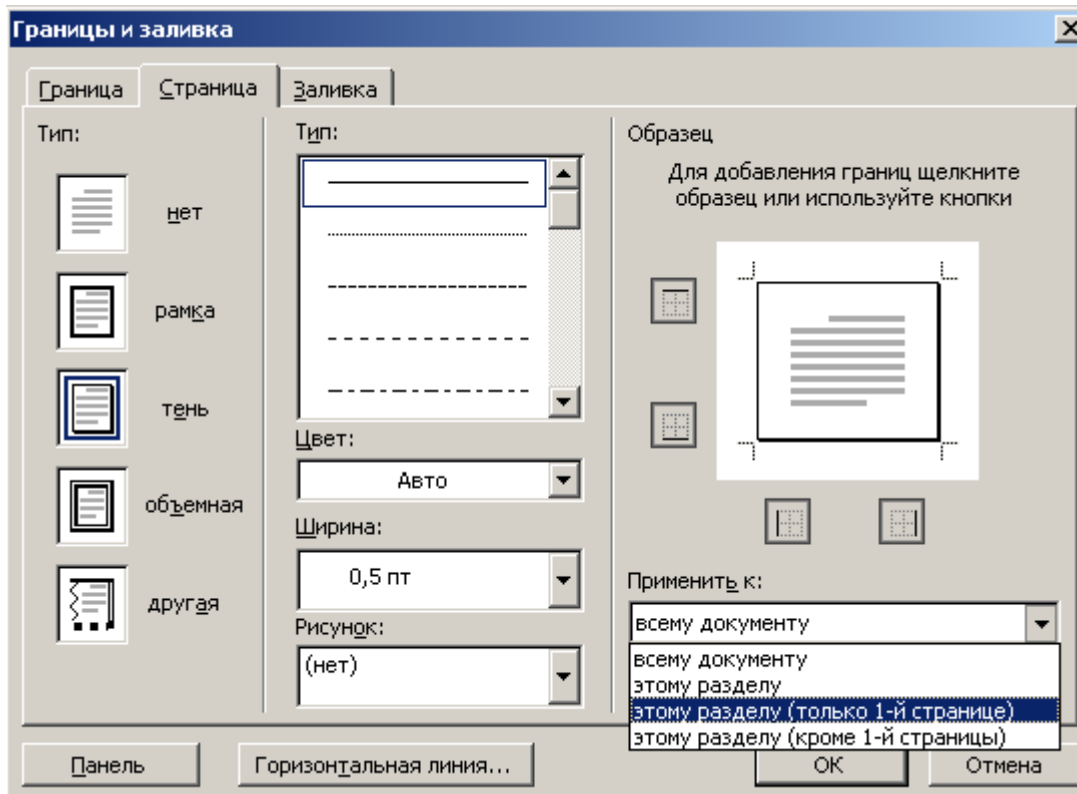 Границы и заливка
Граница
Страница
Заливка
Тип:
нет
рамка
тень
объемная
другая
Тип:
Цвет:
Авто
Ширина:
0,5 пт
Рисунок:
(нет)
Образец
Для добавления границ щелкните
образец или используйте кнопки
Применить к:
всему документу
всему документу
этому разделу
этому разделу (только 1-й странице)
этому разделу (кроме 1-й страницы)
Панель
Горизонтальная линия...
ОК
Отмена